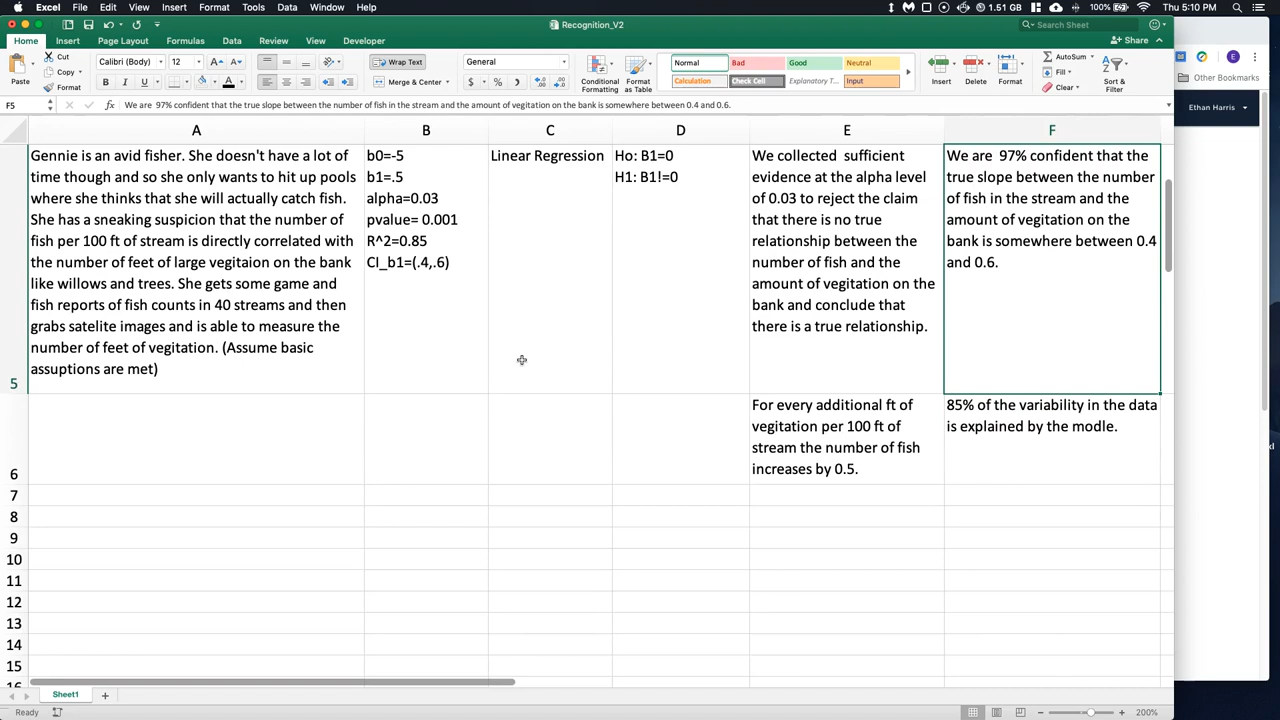 Excel File Edit View Insert Format Tools Data Window Help 1.51 GB 100% Thu 5:10 PM
Recognition_V2
Search Sheet
Home Insert Page Layout Formulas Data Review View Developer
Share
Paste
Cut
Copy
Format
Calibri (Body) 12
B I U
Wrap Text
Merge & Center
General
$ %
Conditional Formatting
Format as Table
Normal Bad Good Neutral
Calculation Check Cell Explanatory T... Input
Insert Delete Format
AutoSum
Fill
Clear
Sort & Filter
Other Bookmarks
Ethan Harris
E
F5 fx We are  97% confident that the true slope between the number of fish in the stream and the amount of vegitation on the bank is somewhere between 0.4 and 0.6.
A B C D E F
5
Gennie is an avid fisher. She doesn't have a lot of
time though and so she only wants to hit up pools
where she thinks that she will actually catch fish.
She has a sneaking suspicion that the number of
fish per 100 ft of stream is directly correlated with
the number of feet of large vegitaion on the bank
like willows and trees. She gets some game and
fish reports of fish counts in 40 streams and then
grabs satelite images and is able to measure the
number of feet of vegitation. (Assume basic
assuptions are met)
b0=-5
b1=.5
alpha=0.03
pvalue= 0.001
R^2=0.85
CI_b1=(.4,.6)
Linear Regression
Ho: B1=0
H1: B1!=0
We collected  sufficient
evidence at the alpha level
of 0.03 to reject the claim
that there is no true
relationship between the
number of fish and the
amount of vegitation on the
bank and conclude that
there is a true relationship.
We are  97% confident that the
true slope between the number
of fish in the stream and the
amount of vegitation on the
bank is somewhere between 0.4
and 0.6.
6
For every additional ft of
vegitation per 100 ft of
stream the number of fish
increases by 0.5.
85% of the variability in the data
is explained by the modle.
7
8
9
10
11
12
13
14
15
16
Sheet1
Ready
200%